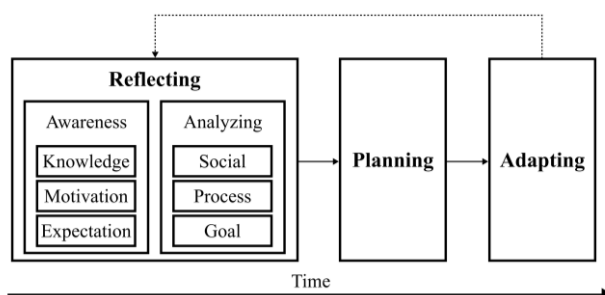 Reflecting
Awareness
Knowledge
Motivation
Expectation
Analyzing
Social
Process
Goal
Planning
Adapting
Time